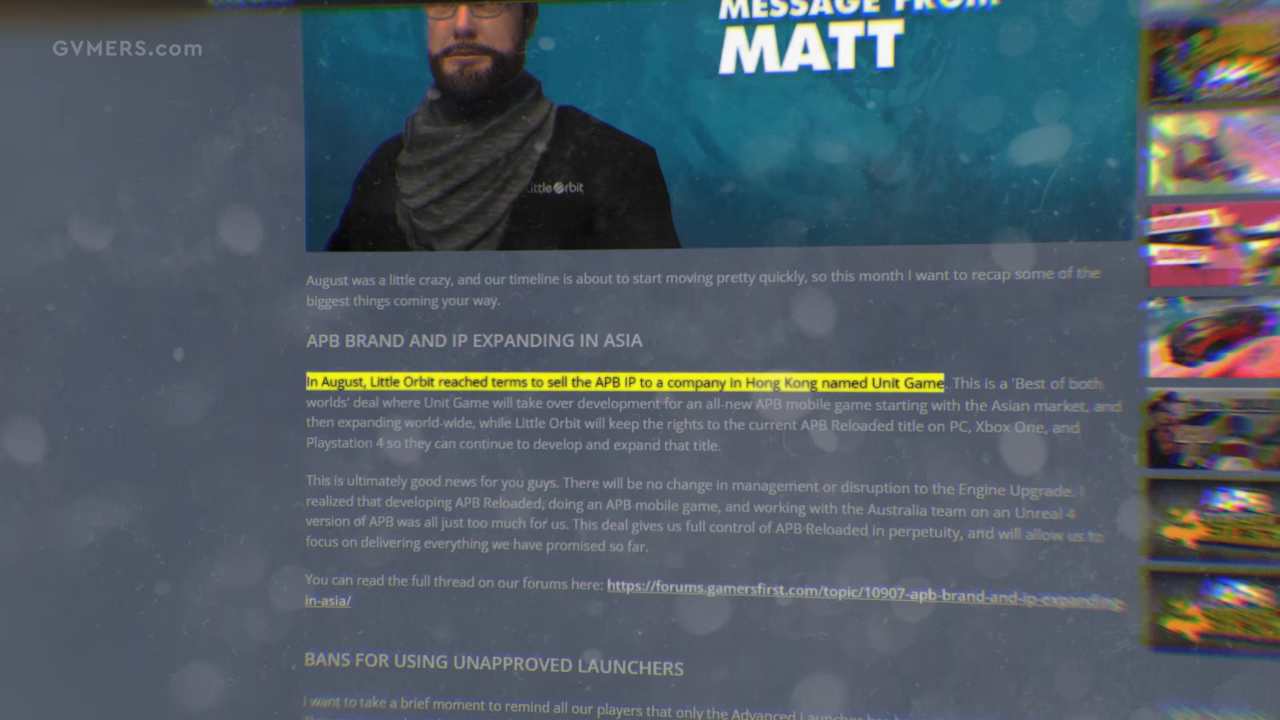 GVMERS.com
MESSAGE FROM
MATT
LittleOrbit
August was a little crazy, and our timeline is about to start moving pretty quickly, so this month I want to recap some of the
biggest things coming your way.
APB BRAND AND IP EXPANDING IN ASIA
In August, Little Orbit reached terms to sell the APB IP to a company in Hong Kong named Unit Game. This is a 'Best of both
worlds' deal where Unit Game will take over development for an all-new APB mobile game starting with the Asian market, and
then expanding world-wide, while Little Orbit will keep the rights to the current APB Reloaded title on PC, Xbox One, and
Playstation 4 so they can continue to develop and expand that title.
This is ultimately good news for you guys. There will be no change in management or disruption to the Engine Upgrade. I
realized that developing APB Reloaded, doing an APB mobile game, and working with the Australia team on an Unreal 4
version of APB was all just too much for us. This deal gives us full control of APB Reloaded in perpetuity, and will allow us to
focus on delivering everything we have promised so far.
You can read the full thread on our forums here: https://forums.gamersfirst.com/topic/10907-apb-brand-and-ip-expanding-
in-asia/
BANS FOR USING UNAPPROVED LAUNCHERS
I want to take a brief moment to remind all our players that only the Advanced Launcher has